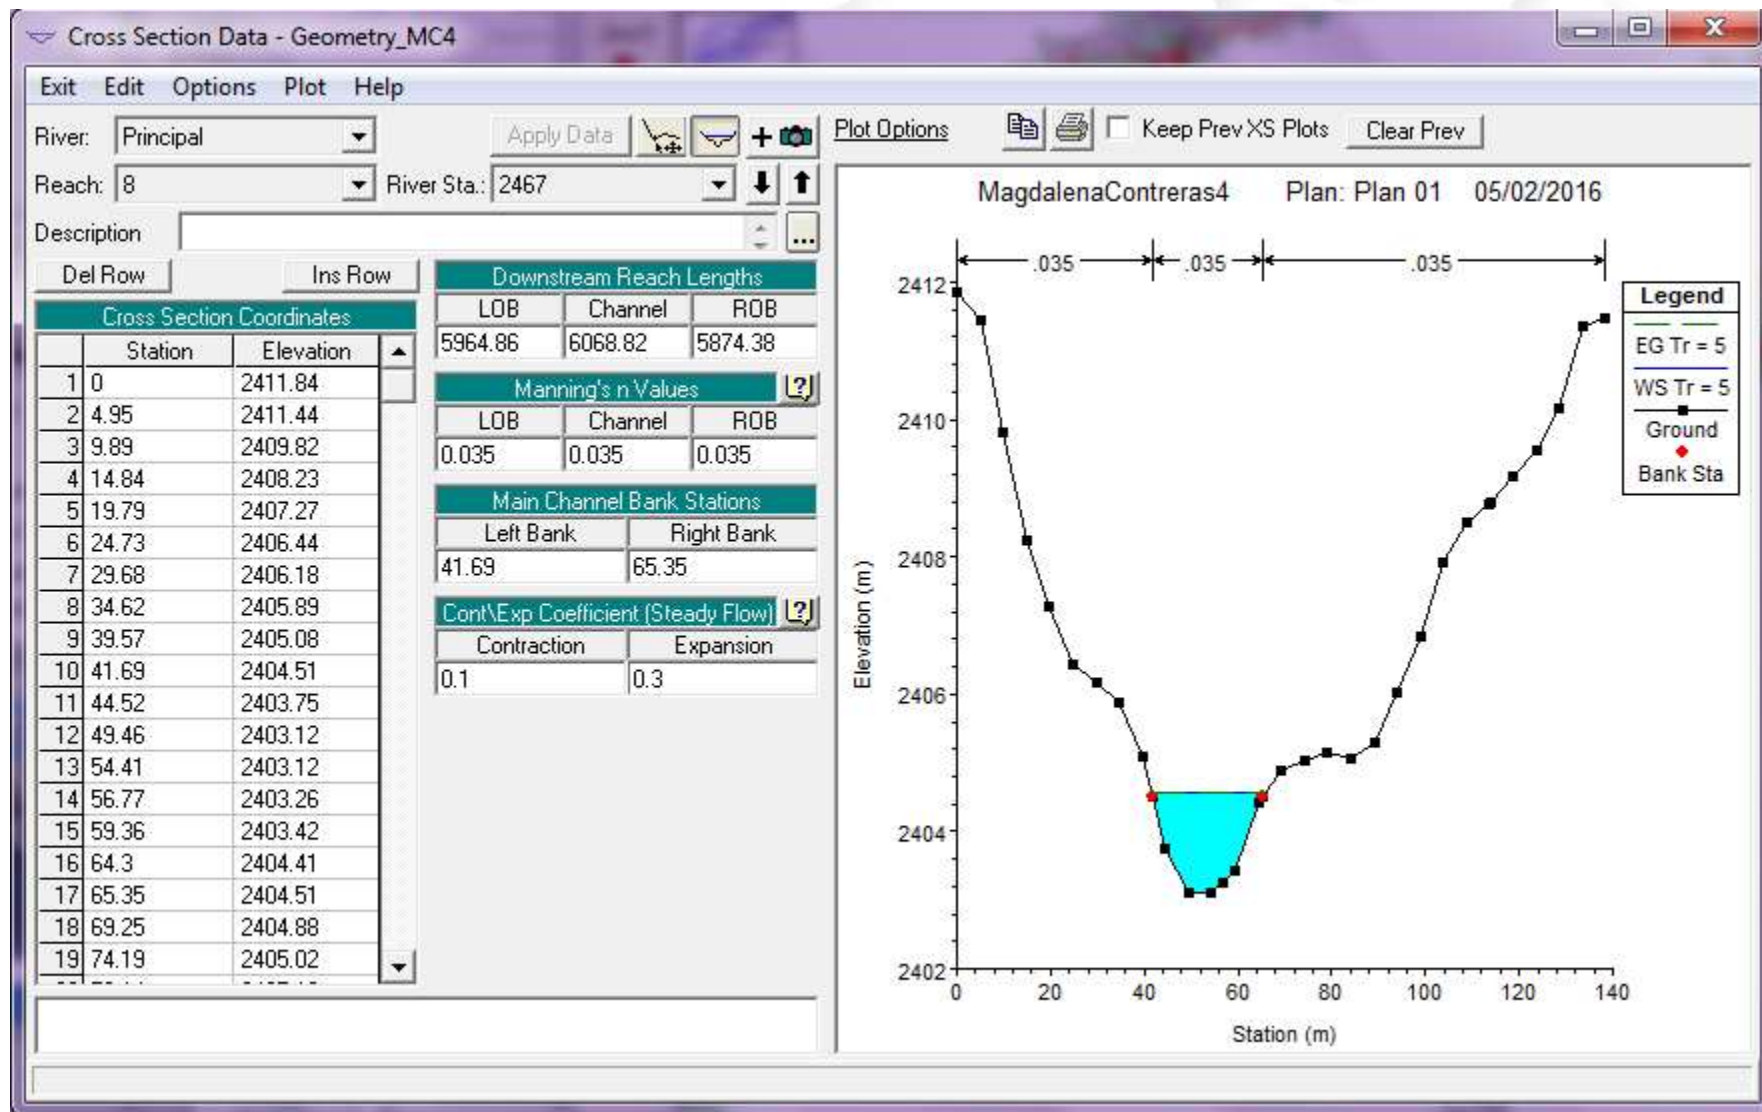 Cross Section Data - Geometry_MC4
Exit Edit Options Plot Help
River: Principal Apply Data
Reach: 8 River Sta.: 2467
Description ...
Del Row Ins Row
Cross Section Coordinates
Station Elevation
1 0 2411.84
2 4.95 2411.44
3 9.89 2409.82
4 14.84 2408.23
5 19.79 2407.27
6 24.73 2406.44
7 29.68 2406.18
8 34.62 2405.89
9 39.57 2405.08
10 41.69 2404.51
11 44.52 2403.75
12 49.46 2403.12
13 54.41 2403.12
14 56.77 2403.26
15 59.36 2403.42
16 64.3 2404.41
17 65.35 2404.51
18 69.25 2404.88
19 74.19 2405.02
Downstream Reach Lengths
LOB Channel ROB
5964.86 6068.82 5874.38
Manning's n Values
LOB Channel ROB
0.035 0.035 0.035
Main Channel Bank Stations
Left Bank Right Bank
41.69 65.35
Cont\Exp Coefficient (Steady Flow)
Contraction Expansion
0.1 0.3
Plot Options Keep Prev XS Plots Clear Prev
MagdalenaContreras4 Plan: Plan 01 05/02/2016
.035 .035 .035
2412
2410
2408
2406
2404
2402
Elevation (m)
0 20 40 60 80 100 120 140
Station (m)
Legend
EG Tr = 5
WS Tr = 5
Ground
Bank Sta